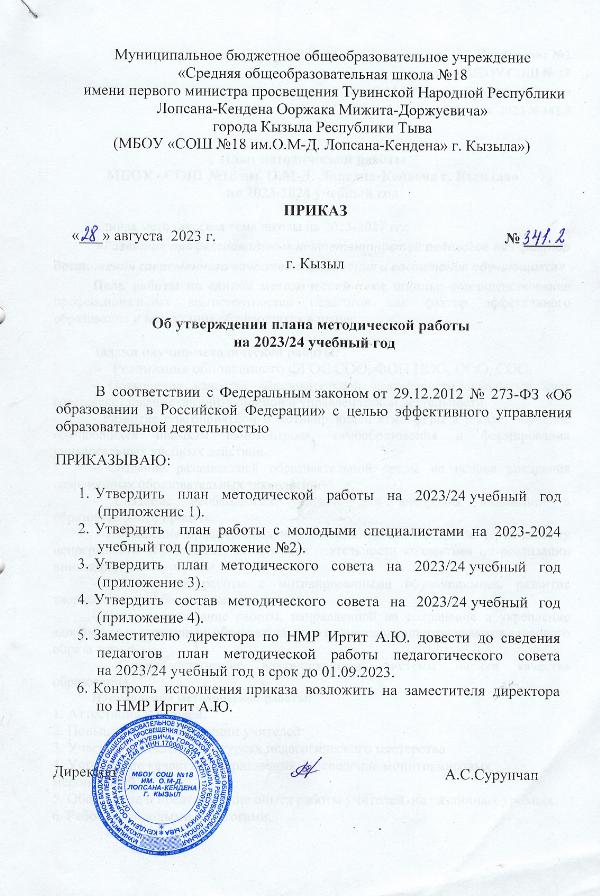 Муниципальное бюджетное общеобразовательное учреждение
«Средняя общеобразовательная школа №18
имени первого министра просвещения Тувинской Народной Республики
Лопсана-Кендена Ооржака Мижита-Доржуевича»
города Кызыла Республики Тыва
(МБОУ «СОШ №18 им.О.М-Д. Лопсана-Кендена» г. Кызыла»)
ПРИКАЗ
«28» августа 2023 г. № 341.2
г. Кызыл
Об утверждении плана методической работы
на 2023/24 учебный год
В соответствии с Федеральным законом от 29.12.2012 № 273-ФЗ «Об
образовании в Российской Федерации» с целью эффективного управления
образовательной деятельностью
ПРИКАЗЫВАЮ:
1. Утвердить план методической работы на 2023/24 учебный год
(приложение 1).
2. Утвердить план работы с молодыми специалистами на 2023-2024
учебный год (приложение №2).
3. Утвердить план методического совета на 2023/24 учебный год
(приложение 3).
4. Утвердить состав методического совета на 2023/24 учебный год
(приложение 4).
5. Заместителю директора по НМР Иргит А.Ю. довести до сведения
педагогов план методической работы педагогического совета
на 2023/24 учебный год в срок до 01.09.2023.
6. Контроль исполнения приказа возложить на заместителя директора
по НМР Иргит А.Ю.
Директор А.С.Сурунчап
МБОУ СОШ №18
ИМ. О.М-Д.
ЛОПСАНА-КЕНДЕНА
Г. КЫЗЫЛ